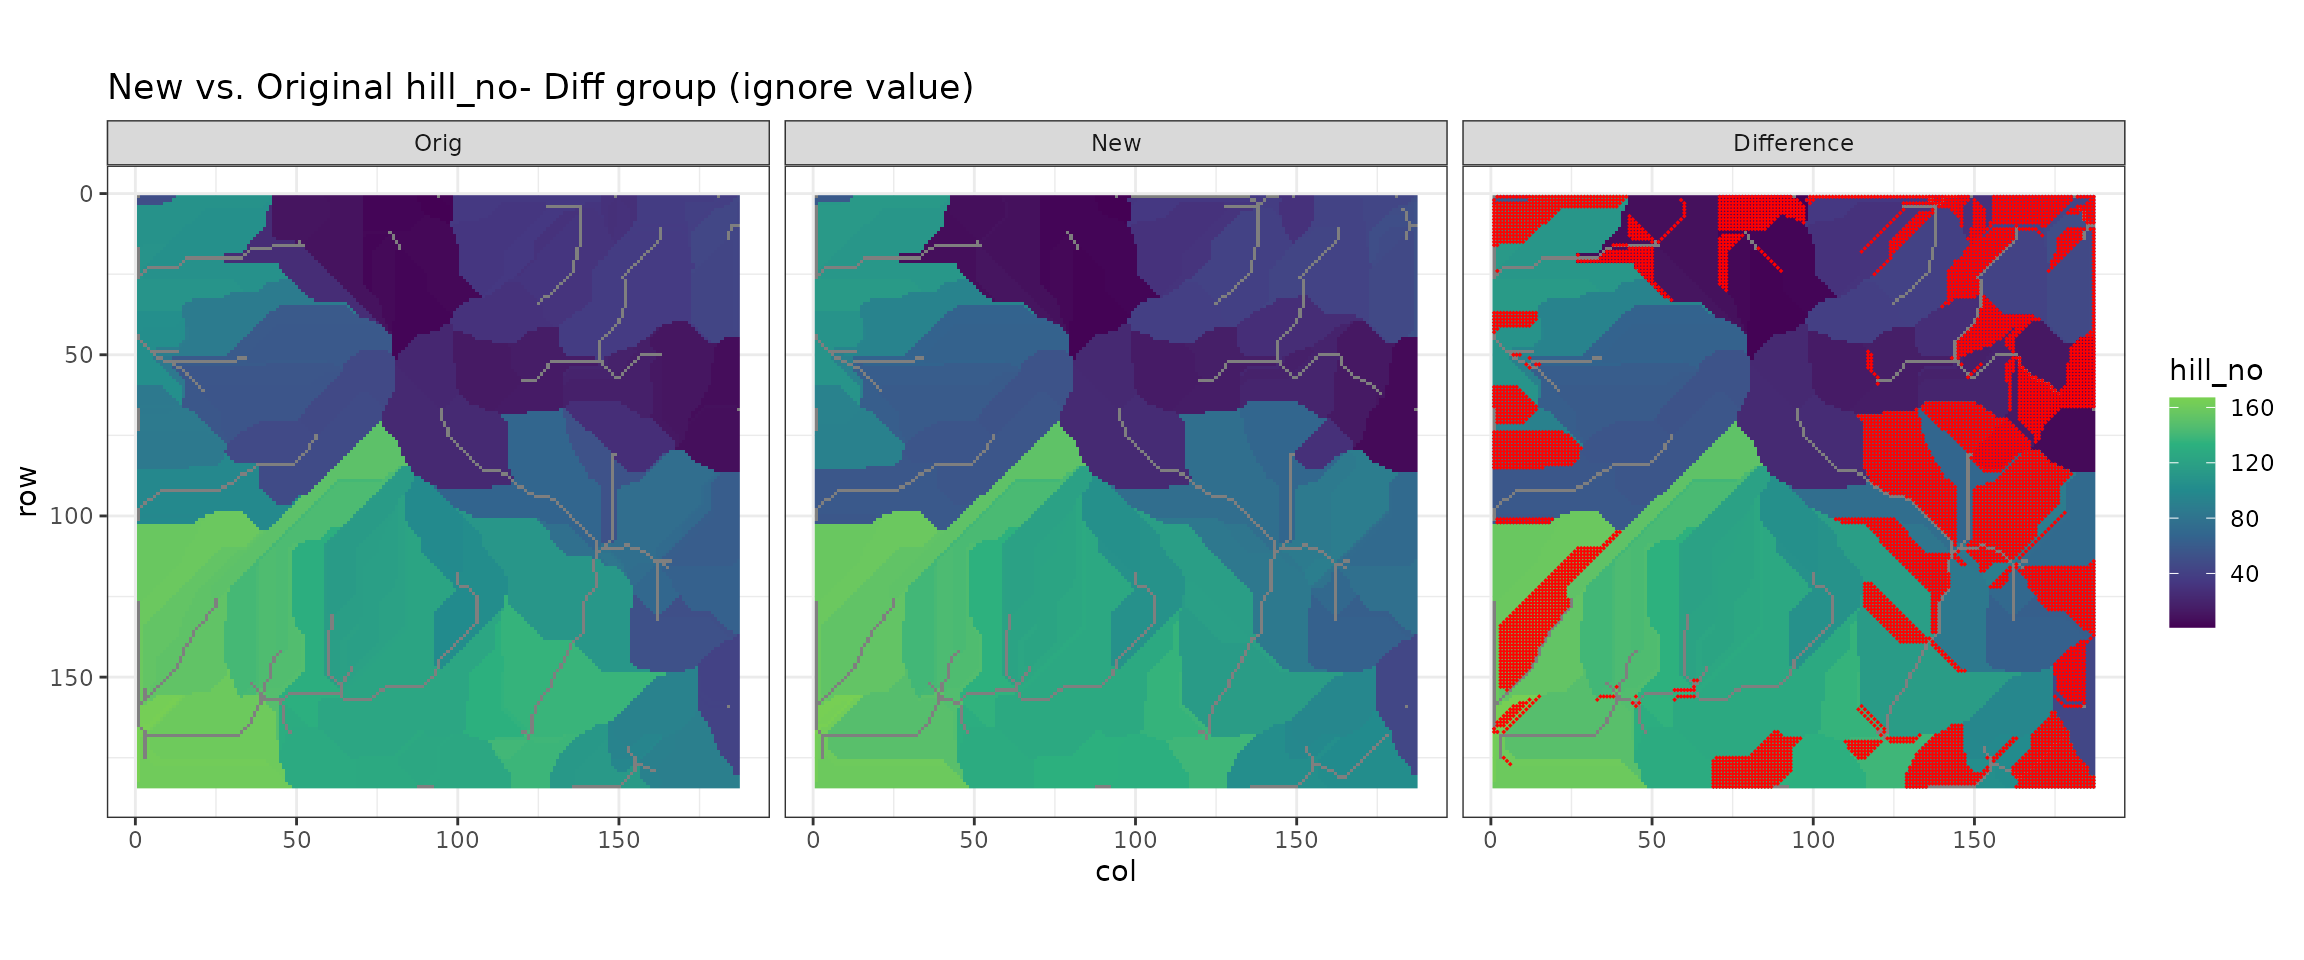 New vs. Original hill_no- Diff group (ignore value)
Orig
New
Difference
0
50
100
150
row
0 50 100 150
0 50 100 150
0 50 100 150
col
hill_no
160
120
80
40